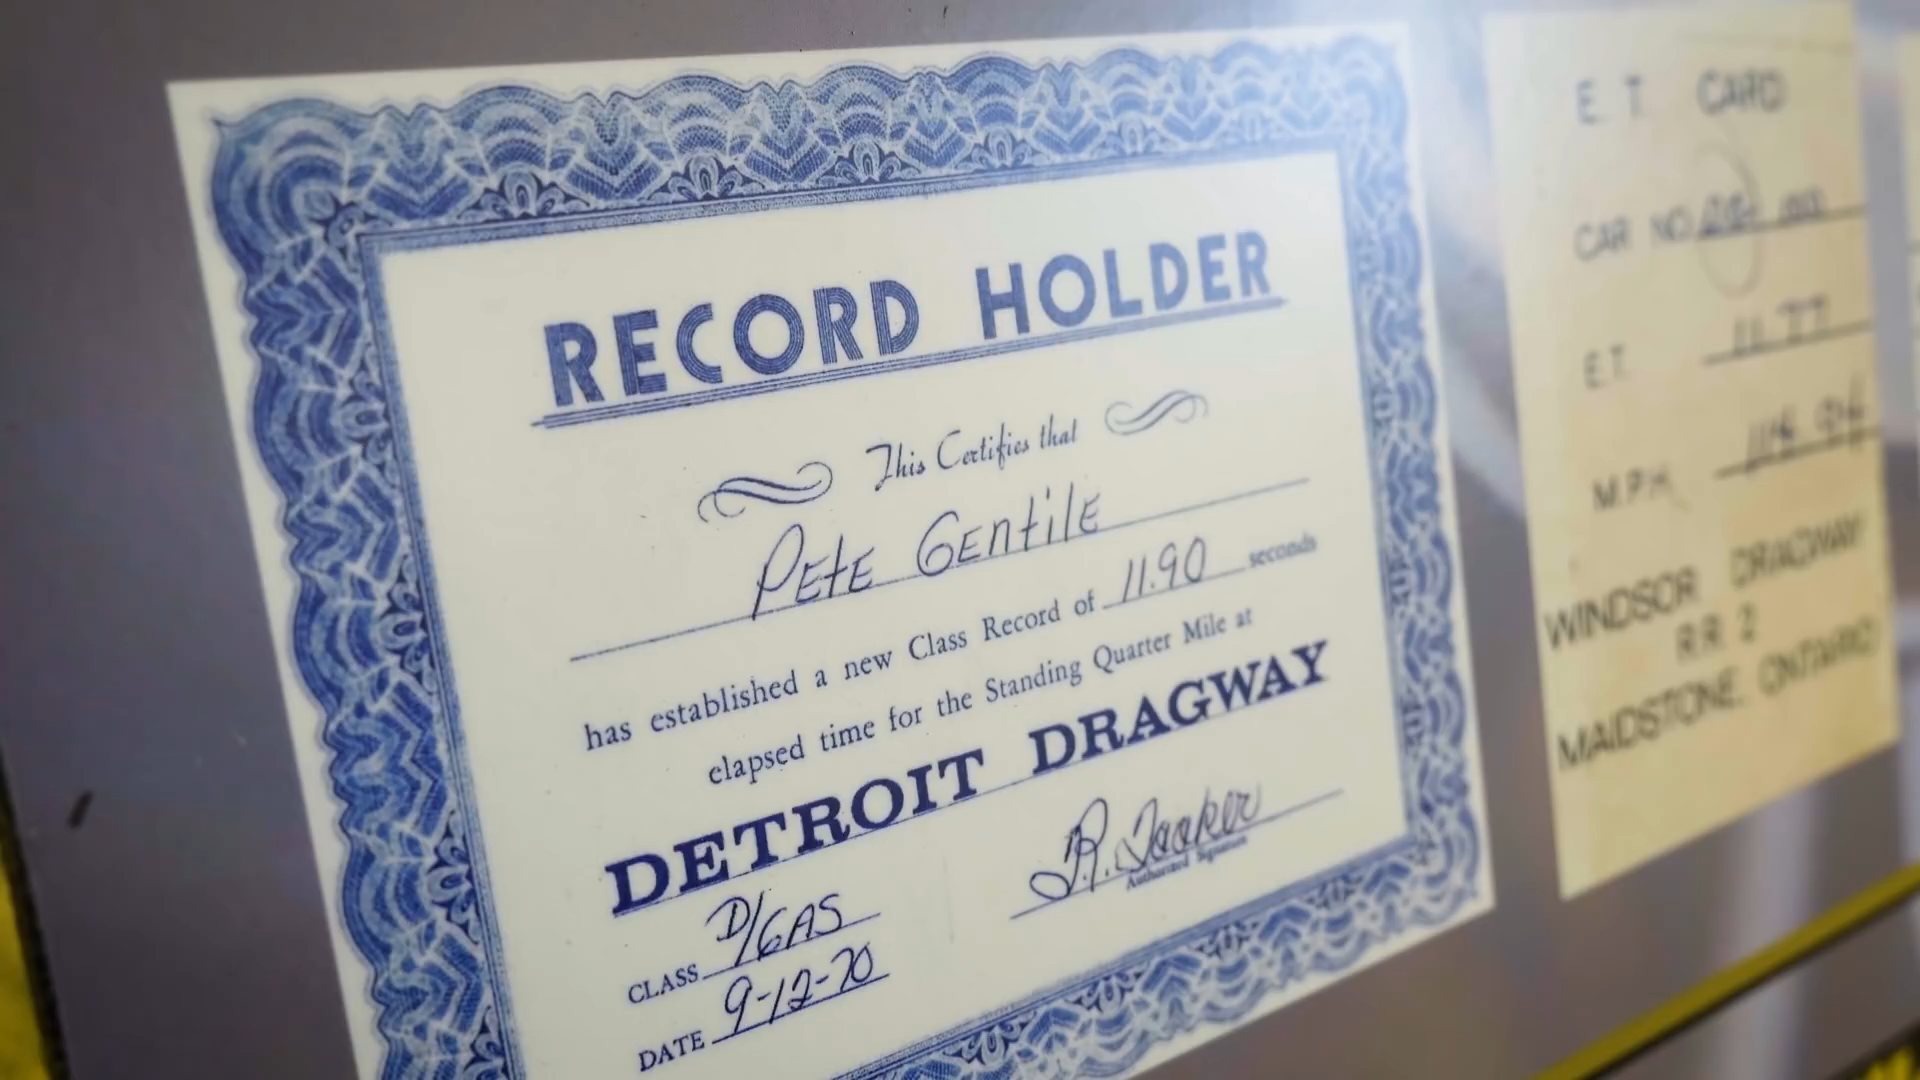 RECORD HOLDER
This Certifies that
PETE GENTILE
has established a new Class Record of 11.90 seconds
elapsed time for the Standing Quarter Mile at
DETROIT DRAGWAY
Authorized Signature
CLASS D/GAS
DATE 9-12-70
E. T. CARD
CAR NO.
E.T. 11.77
M.P.H.
WINDSOR DRAGWAY
R.R. 2
MAIDSTONE, ONTARIO